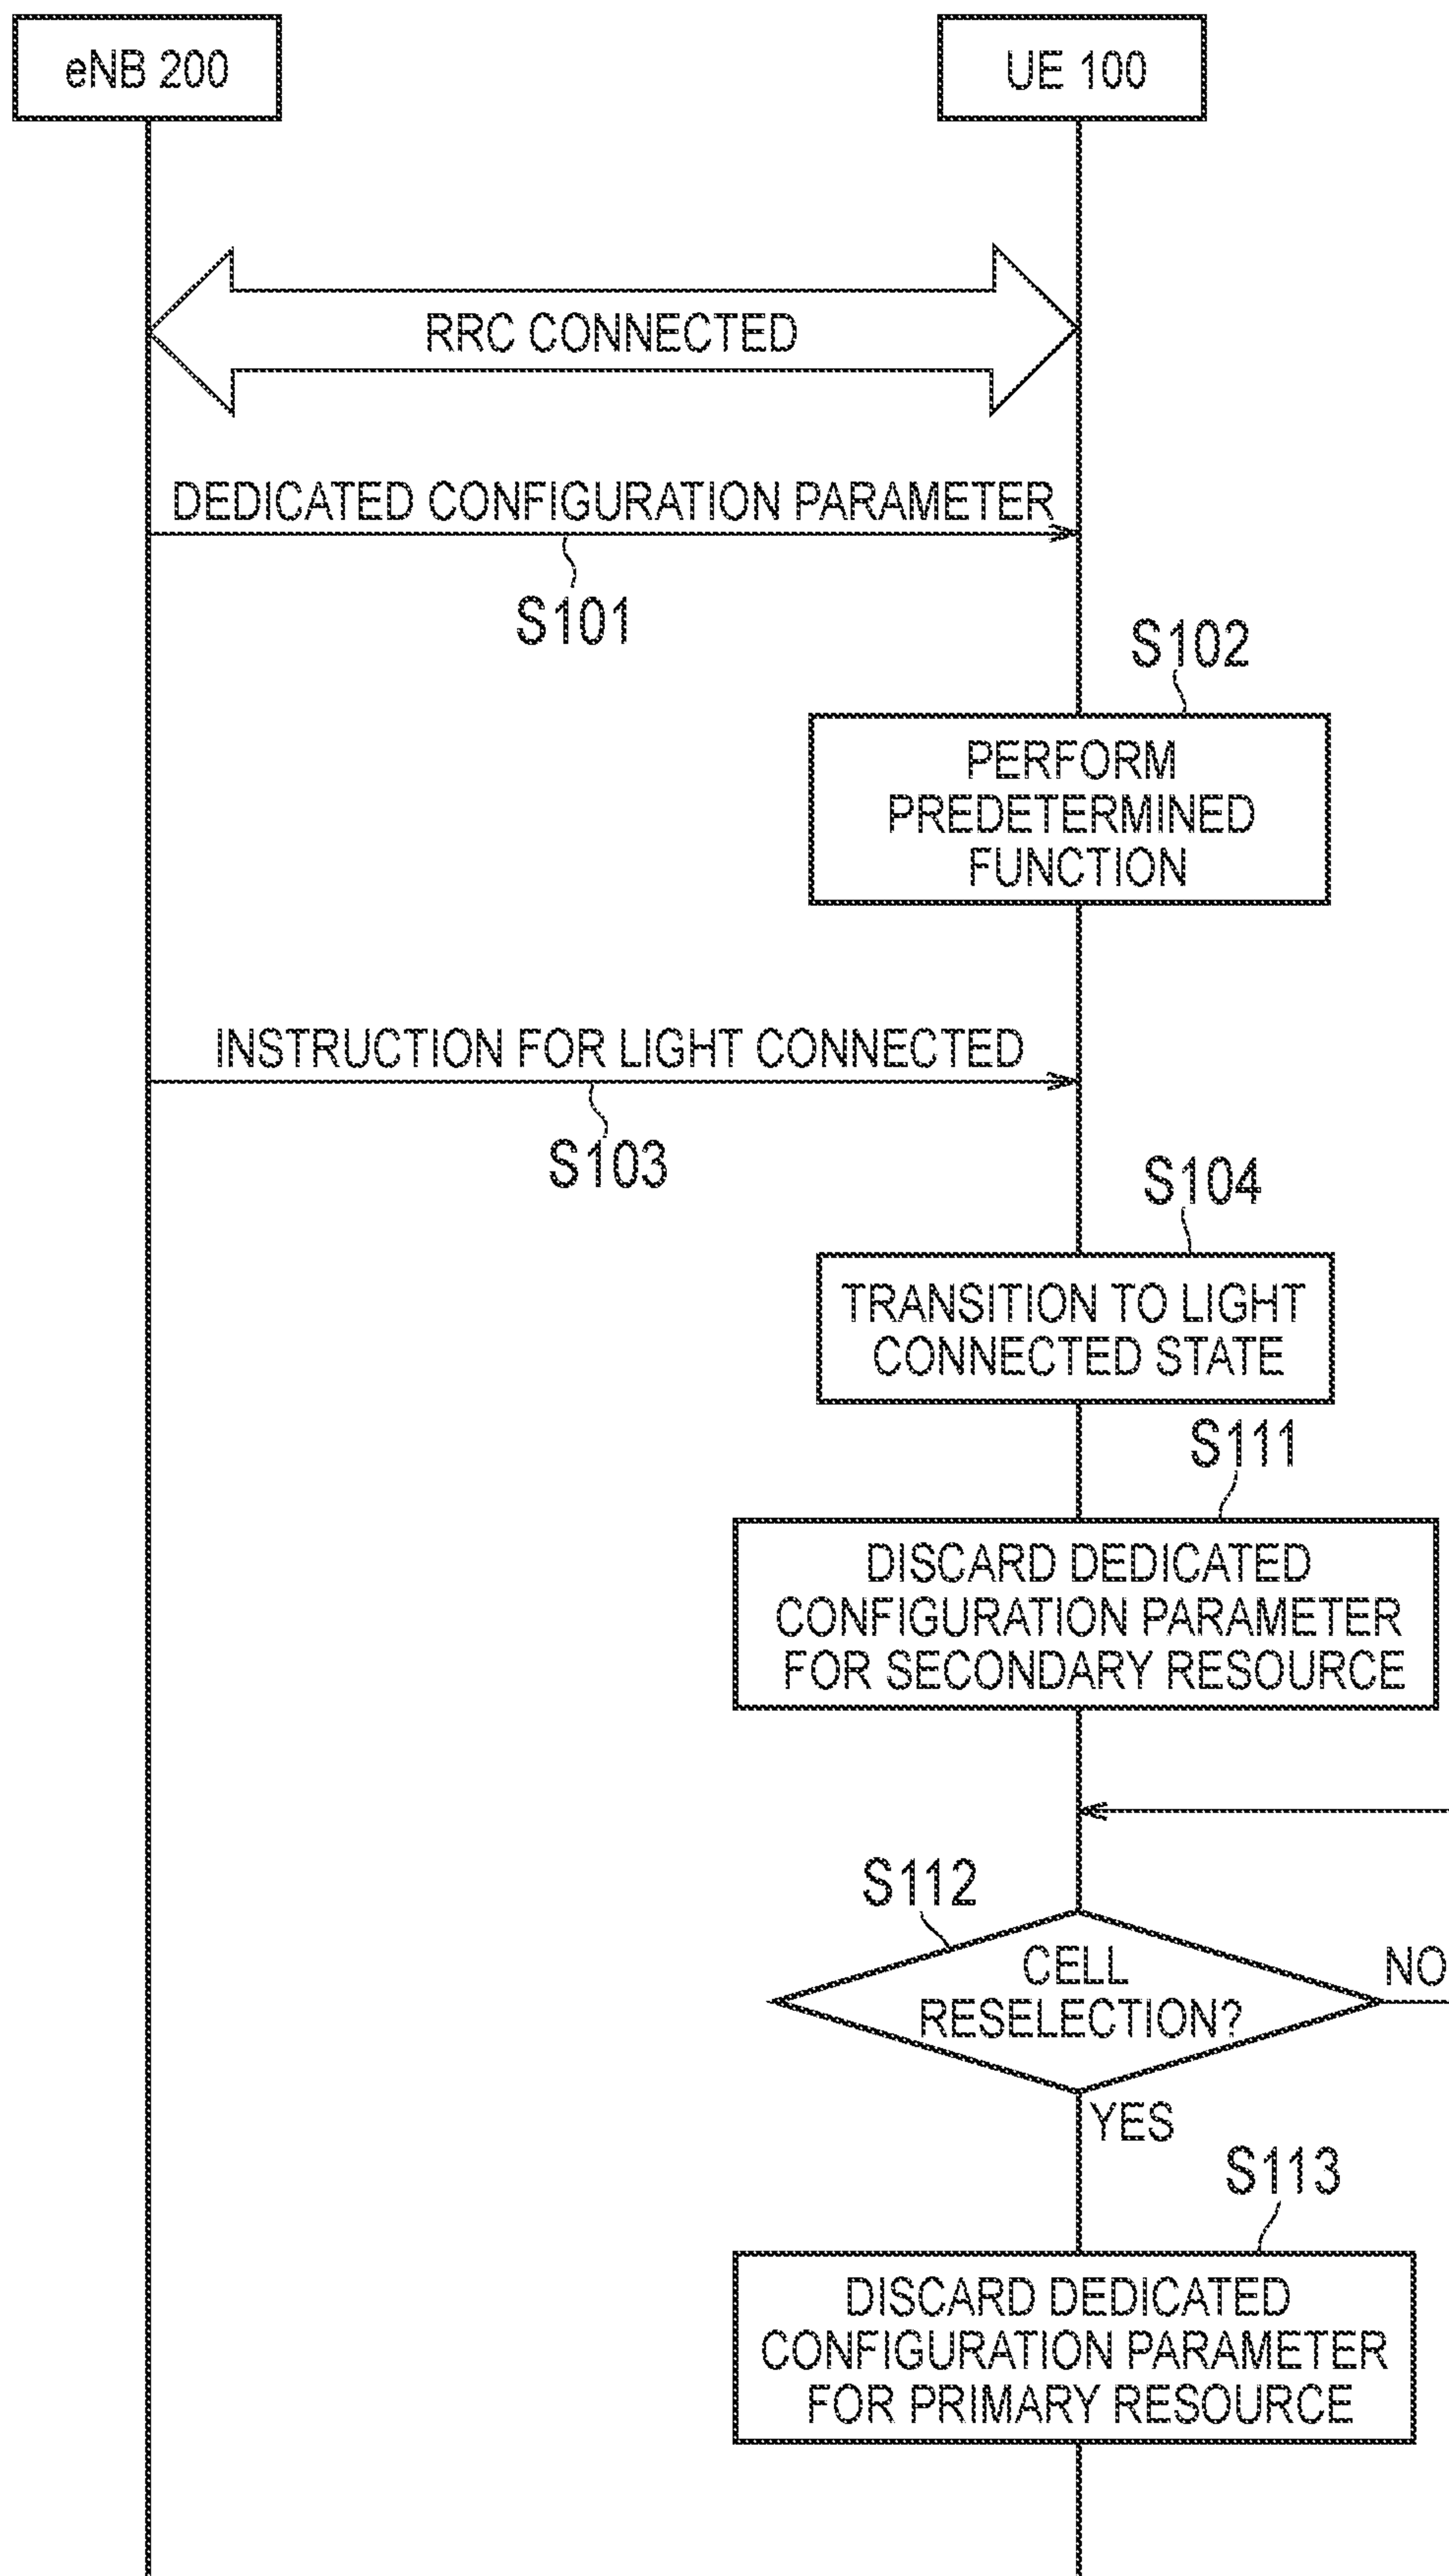 eNB 200
UE 100
RRC CONNECTED
DEDICATED CONFIGURATION PARAMETER
S101
S102
PERFORM
PREDETERMINED
FUNCTION
INSTRUCTION FOR LIGHT CONNECTED
S103
S104
TRANSITION TO LIGHT
CONNECTED STATE
S111
DISCARD DEDICATED
CONFIGURATION PARAMETER
FOR SECONDARY RESOURCE
S112
CELL
RESELECTION?
NO
YES
S113
DISCARD DEDICATED
CONFIGURATION PARAMETER
FOR PRIMARY RESOURCE